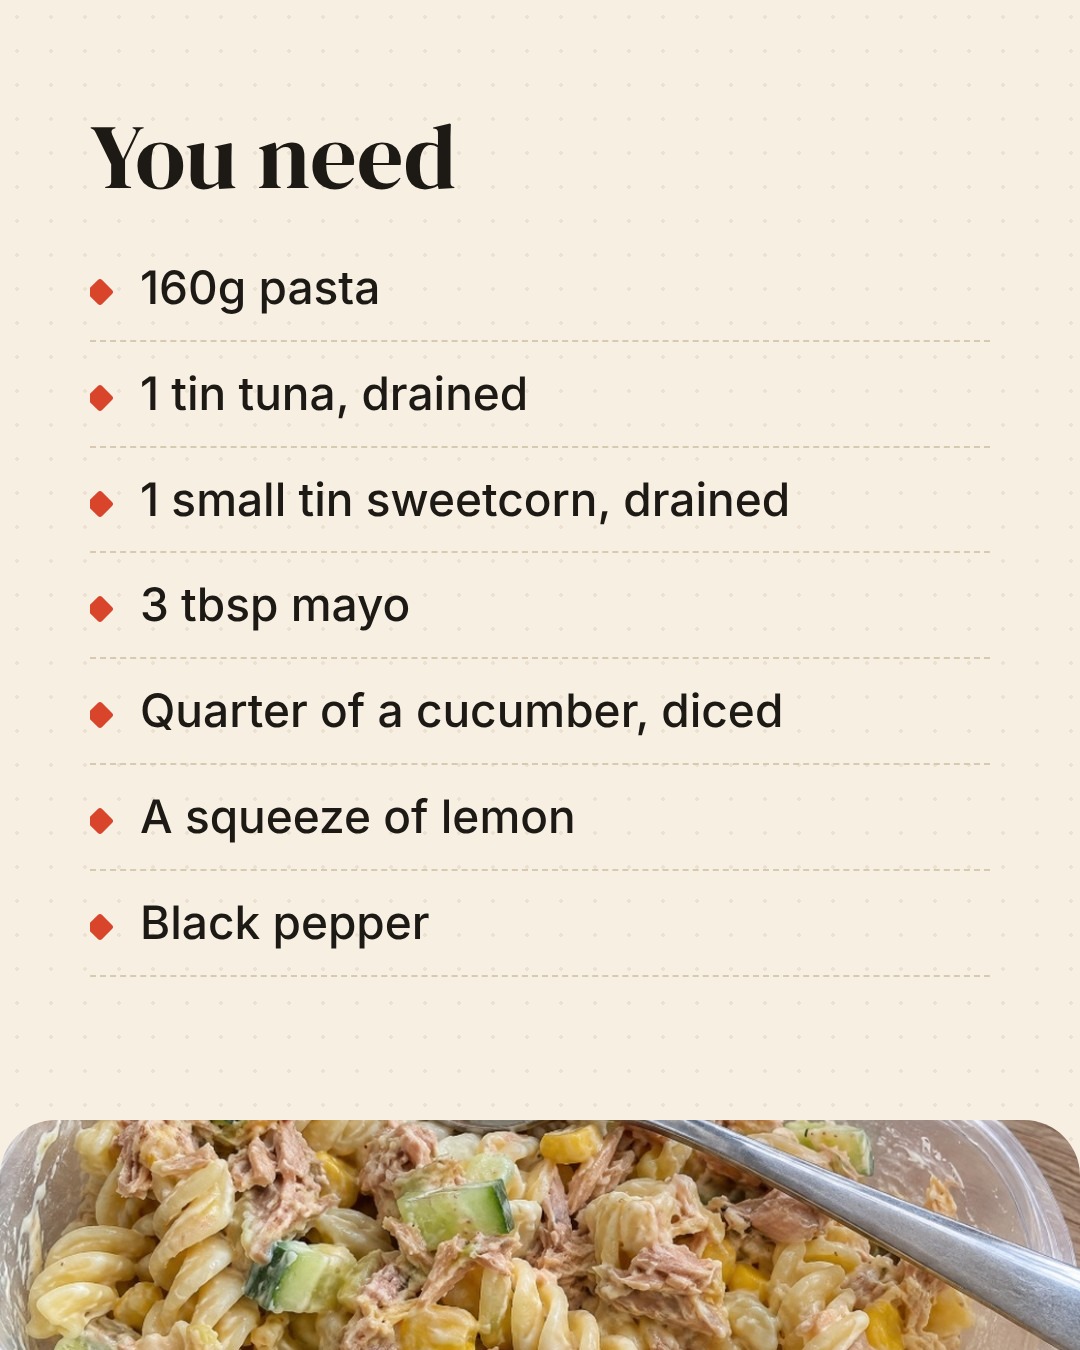 You need
160g pasta
1 tin tuna, drained
1 small tin sweetcorn, drained
3 tbsp mayo
Quarter of a cucumber, diced
A squeeze of lemon
Black pepper